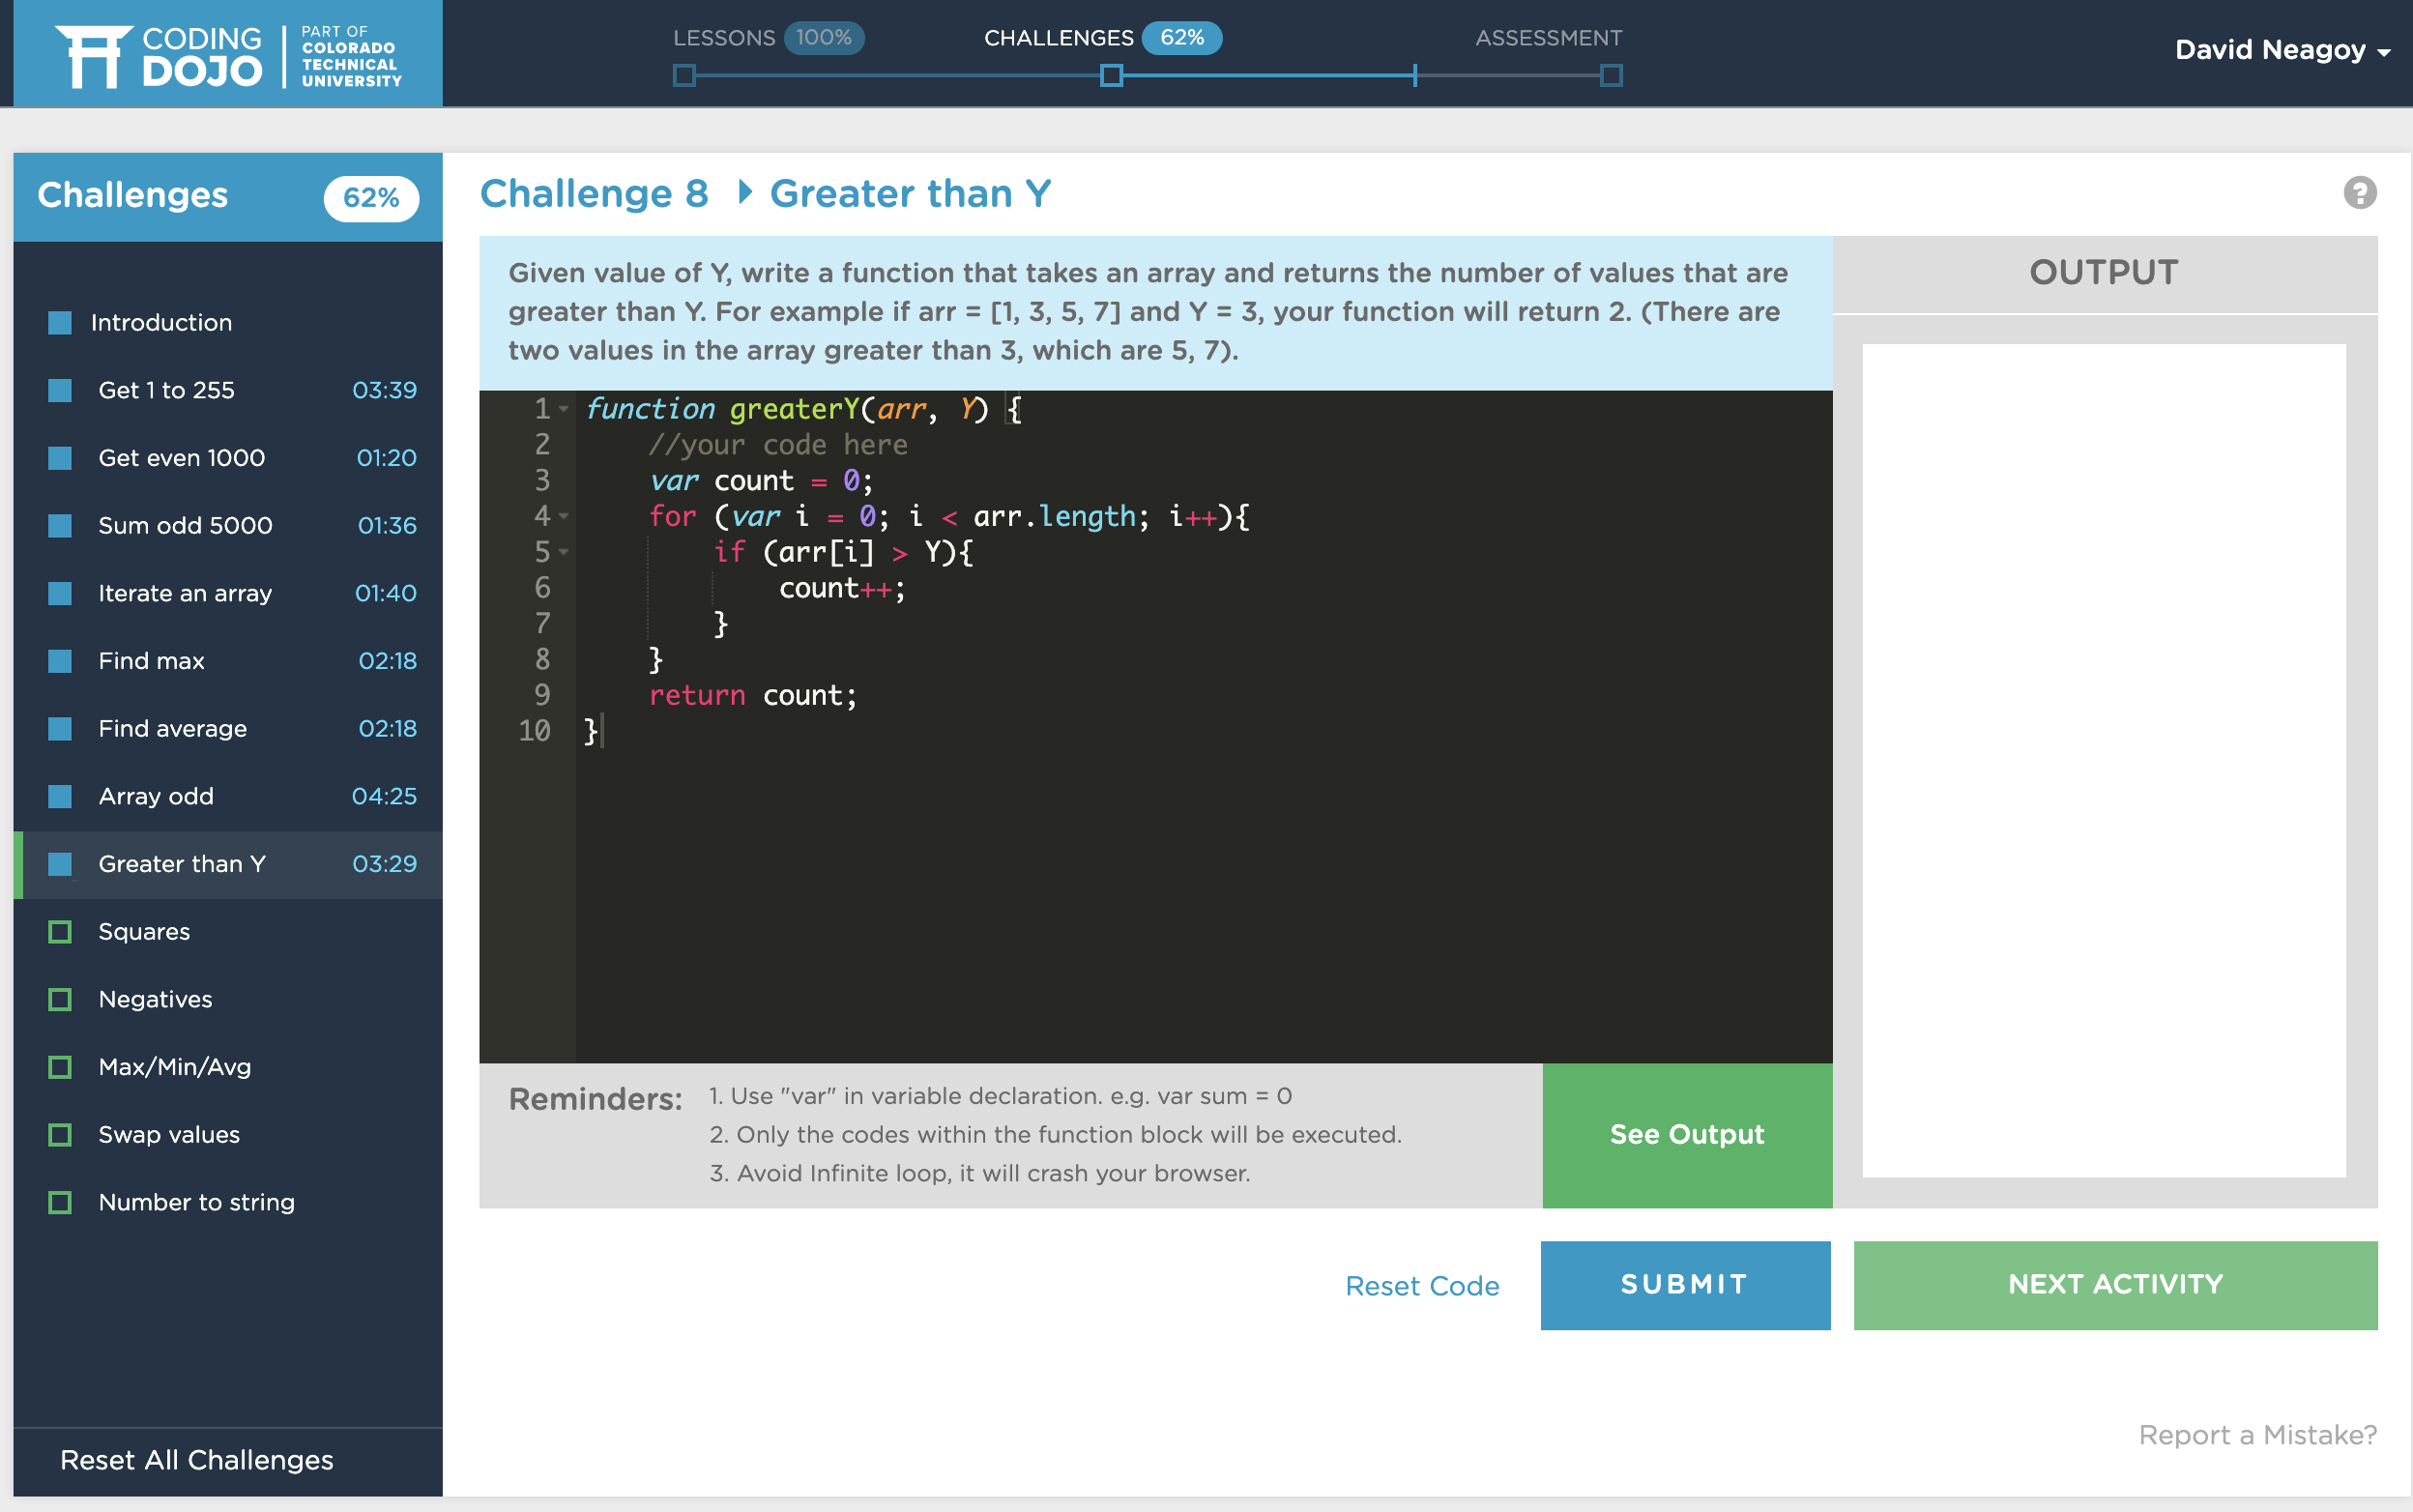 CODING DOJO
PART OF COLORADO TECHNICAL UNIVERSITY
LESSONS 100%
CHALLENGES 62%
ASSESSMENT
David Neagoy
Challenges 62%
Introduction
Get 1 to 255 03:39
Get even 1000 01:20
Sum odd 5000 01:36
Iterate an array 01:40
Find max 02:18
Find average 02:18
Array odd 04:25
Greater than Y 03:29
Squares
Negatives
Max/Min/Avg
Swap values
Number to string
Reset All Challenges
Challenge 8 Greater than Y
?
Given value of Y, write a function that takes an array and returns the number of values that are
greater than Y. For example if arr = [1, 3, 5, 7] and Y = 3, your function will return 2. (There are
two values in the array greater than 3, which are 5, 7).
1 function greaterY(arr, Y) {
2     //your code here
3     var count = 0;
4     for (var i = 0; i < arr.length; i++){
5         if (arr[i] > Y){
6             count++;
7         }
8     }
9     return count;
10 }
Reminders:
1. Use "var" in variable declaration. e.g. var sum = 0
2. Only the codes within the function block will be executed.
3. Avoid Infinite loop, it will crash your browser.
See Output
OUTPUT
Reset Code
SUBMIT
NEXT ACTIVITY
Report a Mistake?